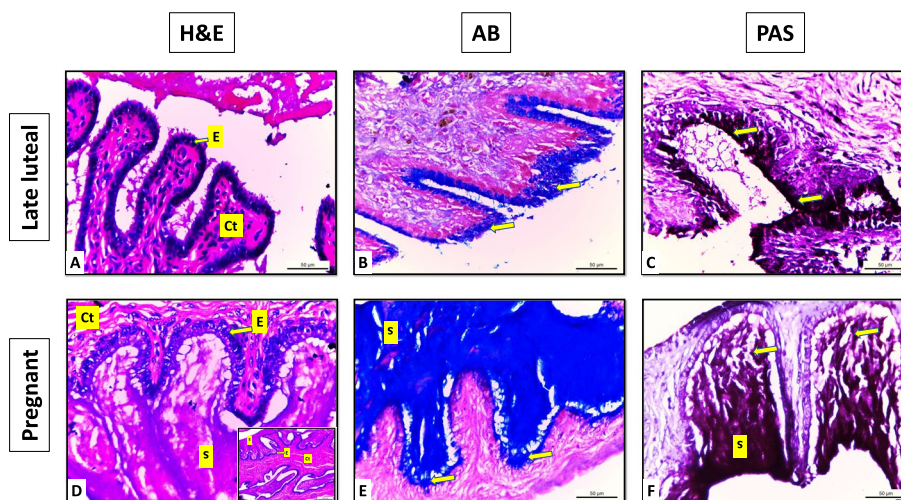 H&E
AB
PAS
Late luteal
E
Ct
A
50 µm
B
50 µm
C
50 µm
Pregnant
Ct
E
s
D
s
E
50 µm
s
F